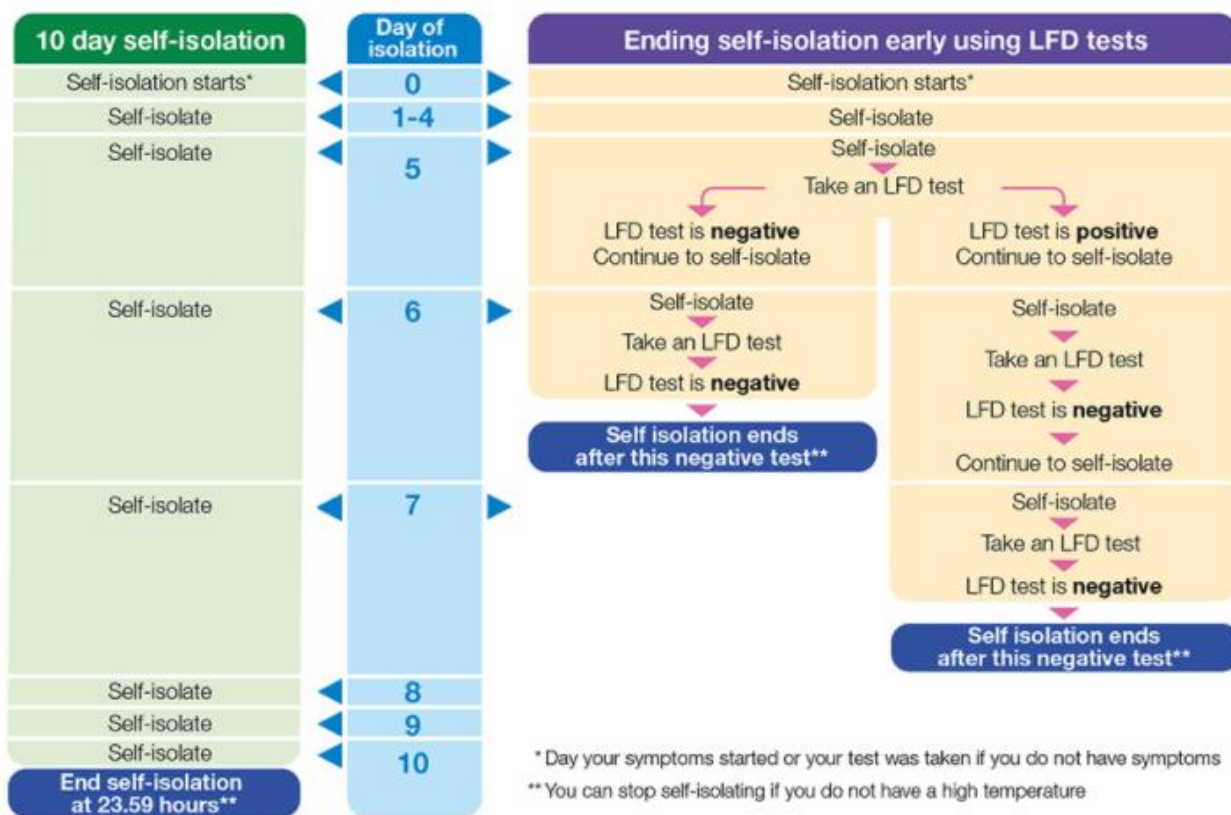 10 day self-isolation
Day of
isolation
Ending self-isolation early using LFD tests
Self-isolation starts*
0
Self-isolation starts*
Self-isolate
1-4
Self-isolate
Self-isolate
5
Self-isolate
Take an LFD test
LFD test is negative
Continue to self-isolate
LFD test is positive
Continue to self-isolate
Self-isolate
6
Self-isolate
Take an LFD test
LFD test is negative
Self isolation ends
after this negative test**
Self-isolate
Take an LFD test
LFD test is negative
Continue to self-isolate
Self-isolate
7
Self-isolate
Take an LFD test
LFD test is negative
Self isolation ends
after this negative test**
Self-isolate
8
Self-isolate
9
Self-isolate
10
End self-isolation
at 23.59 hours**
* Day your symptoms started or your test was taken if you do not have symptoms
** You can stop self-isolating if you do not have a high temperature